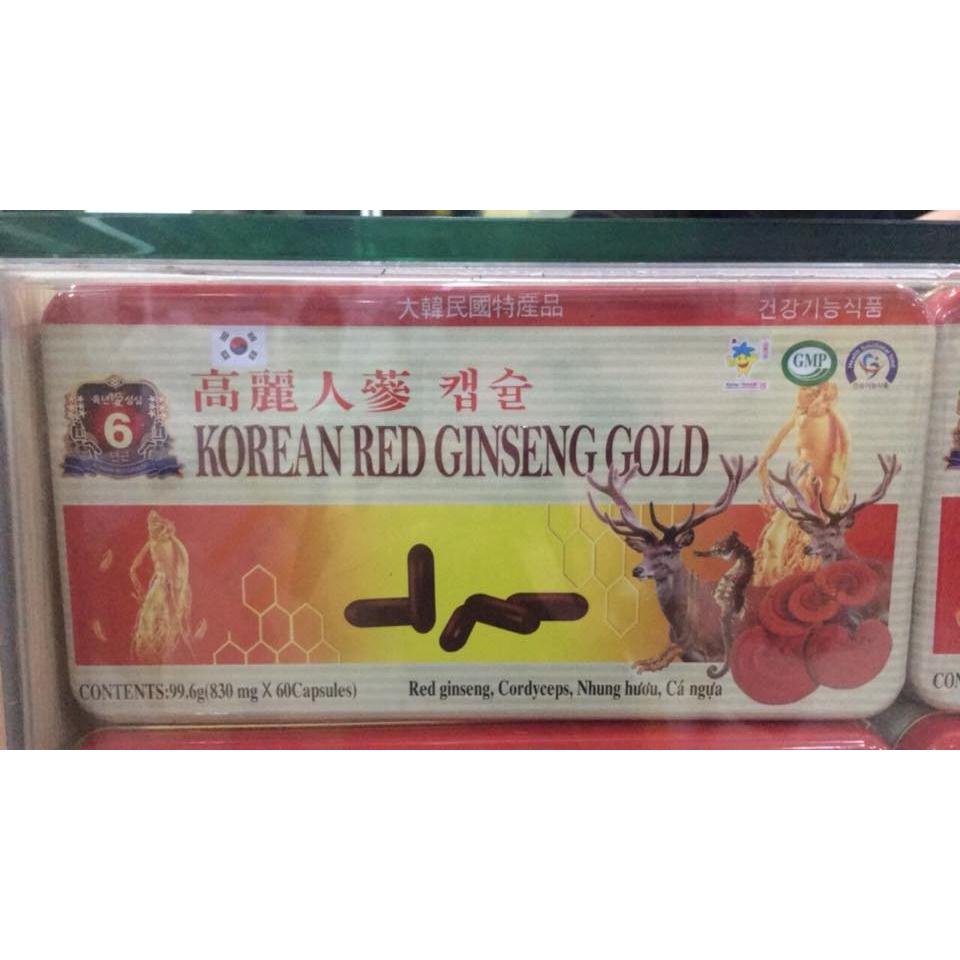 大韓民國特産品
건강기능식품
高麗人蔘 캡슐
GMP
6
KOREAN RED GINSENG GOLD
CONTENTS:99.6g(830 mg X 60Capsules)
Red ginseng, Cordyceps, Nhung hươu, Cá ngựa
CON